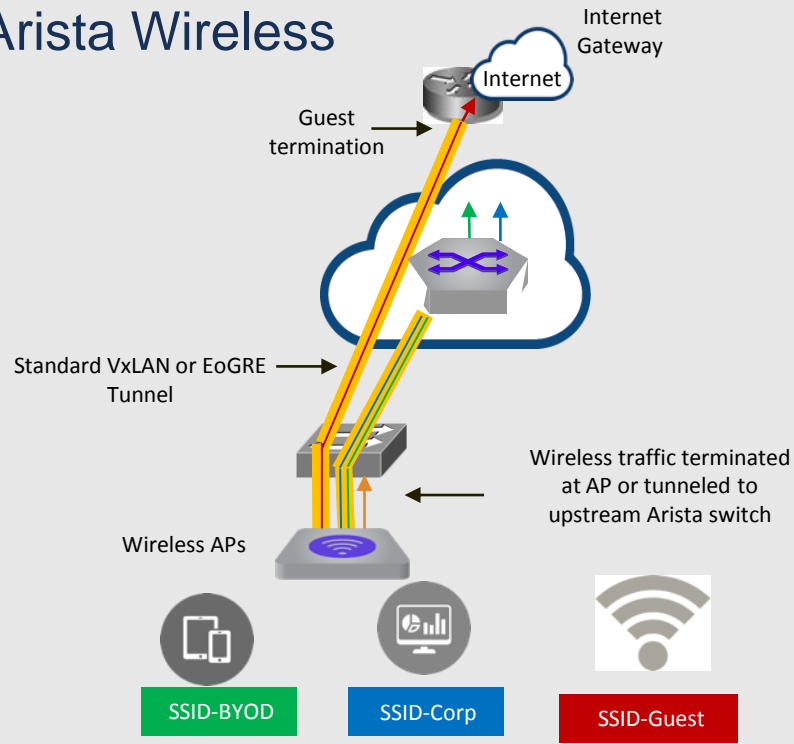 Arista Wireless
Internet
Gateway
Internet
Guest
termination
Standard VxLAN or EoGRE
Tunnel
Wireless traffic terminated
at AP or tunneled to
upstream Arista switch
Wireless APs
SSID-BYOD
SSID-Corp
SSID-Guest